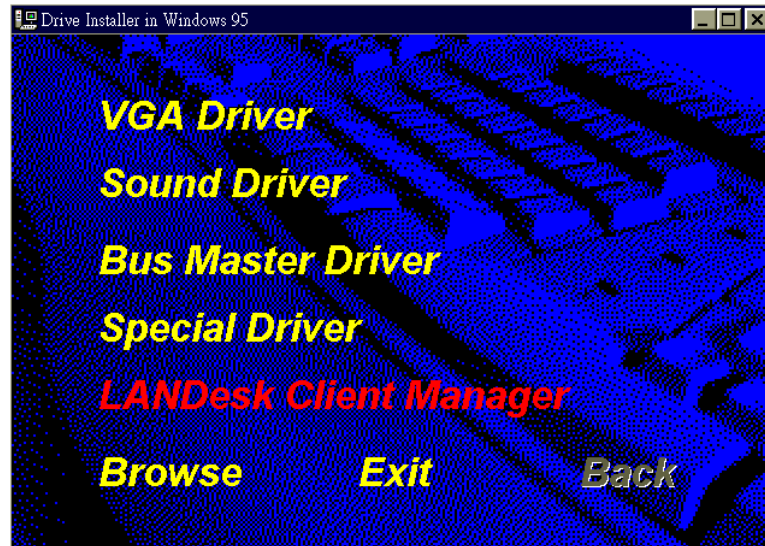 Drive Installer in Windows 95
VGA Driver
Sound Driver
Bus Master Driver
Special Driver
LANDesk Client Manager
Browse Exit Back